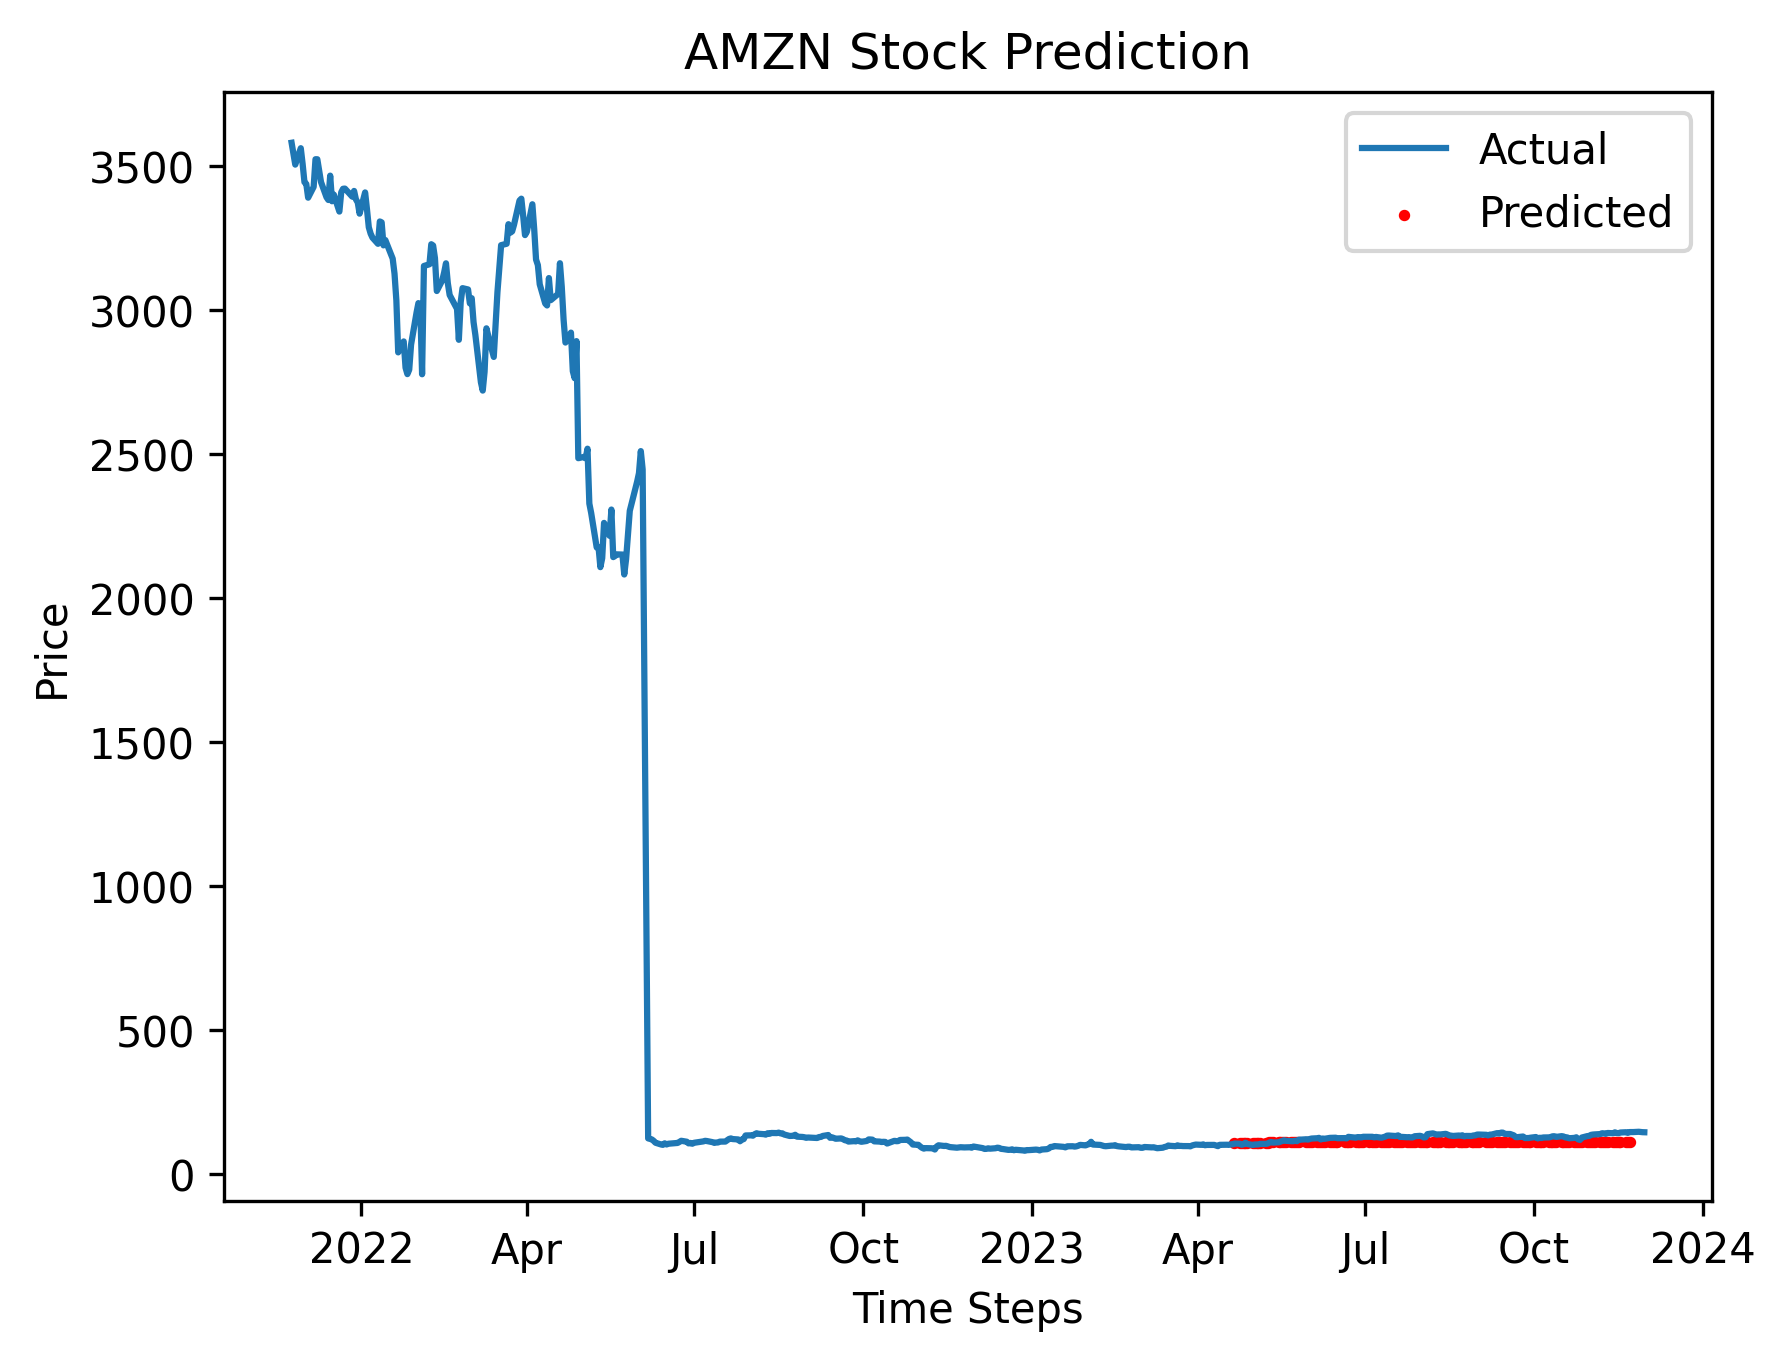 AMZN Stock Prediction
Actual
Predicted
Price
3500
3000
2500
2000
1500
1000
500
0
2022 Apr Jul Oct 2023 Apr Jul Oct 2024
Time Steps